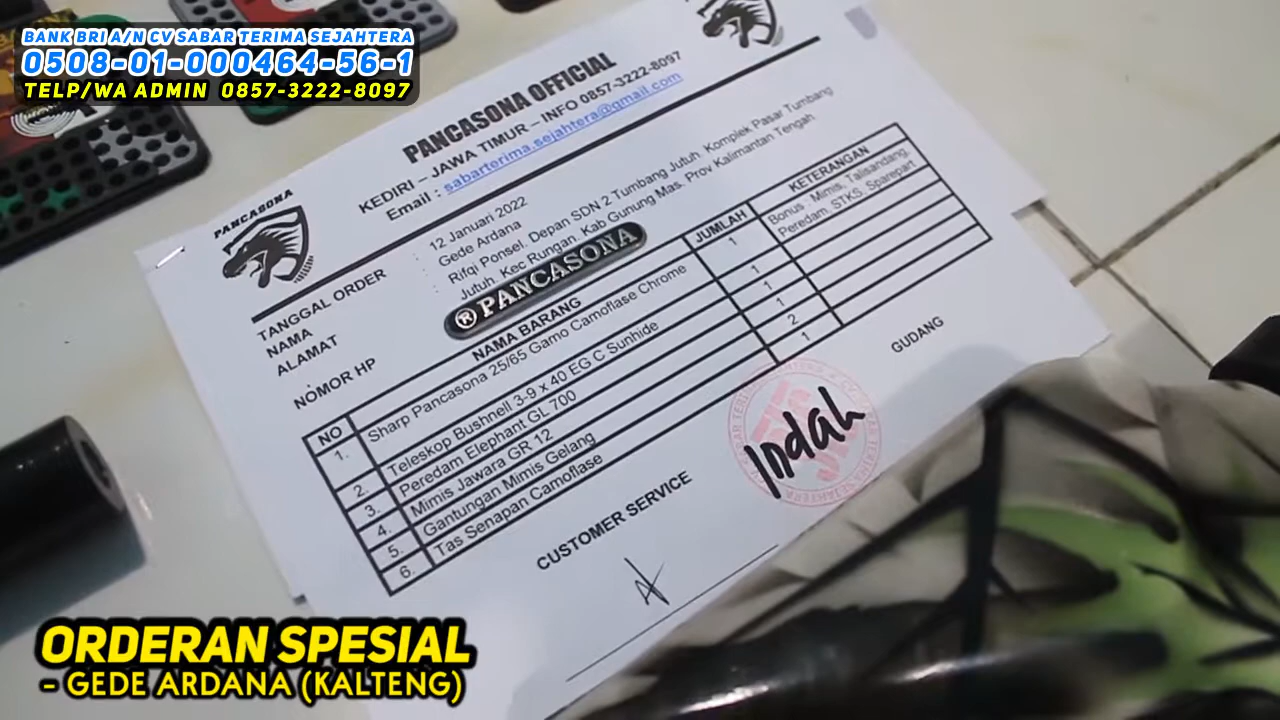 BANK BRI A/N CV SABAR TERIMA SEJAHTERA
0508-01-000464-56-1
TELP/WA ADMIN 0857-3222-8097
PANCASONA OFFICIAL
KEDIRI – JAWA TIMUR – INFO 0857-3222-8097
Email : sabarterima.sejahtera@gmail.com
PANCASONA
TANGGAL ORDER : 12 Januari 2022
NAMA : Gede Ardana
ALAMAT : Rifqi Ponsel. Depan SDN 2 Tumbang Jutuh. Komplek Pasar Tumbang
Jutuh. Kec Rungan. Kab Gunung Mas. Prov Kalimantan Tengah
NOMOR HP :
® PANCASONA
NO NAMA BARANG JUMLAH KETERANGAN
1. Sharp Pancasona 25/65 Gamo Camoflase Chrome 1 Bonus : Mimis, Talisandang,
Peredam, STKS, Sparepart
2. Teleskop Bushnell 3-9 x 40 EG C Sunhide 1
3. Peredam Elephant GL 700 1
4. Mimis Jawara GR 12 1
5. Gantungan Mimis Gelang 2
6. Tas Senapan Camoflase 1
CUSTOMER SERVICE
GUDANG
Indah
ORDERAN SPESIAL
- GEDE ARDANA (KALTENG)